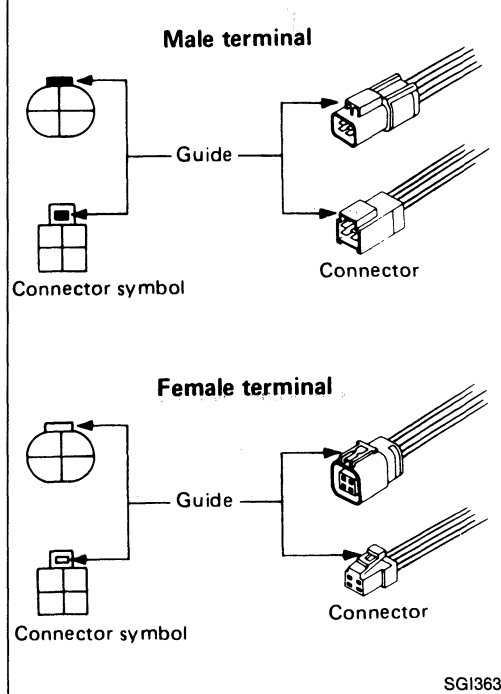 Male terminal
Guide
Connector
Connector symbol
Female terminal
Guide
Connector
Connector symbol
SGI363